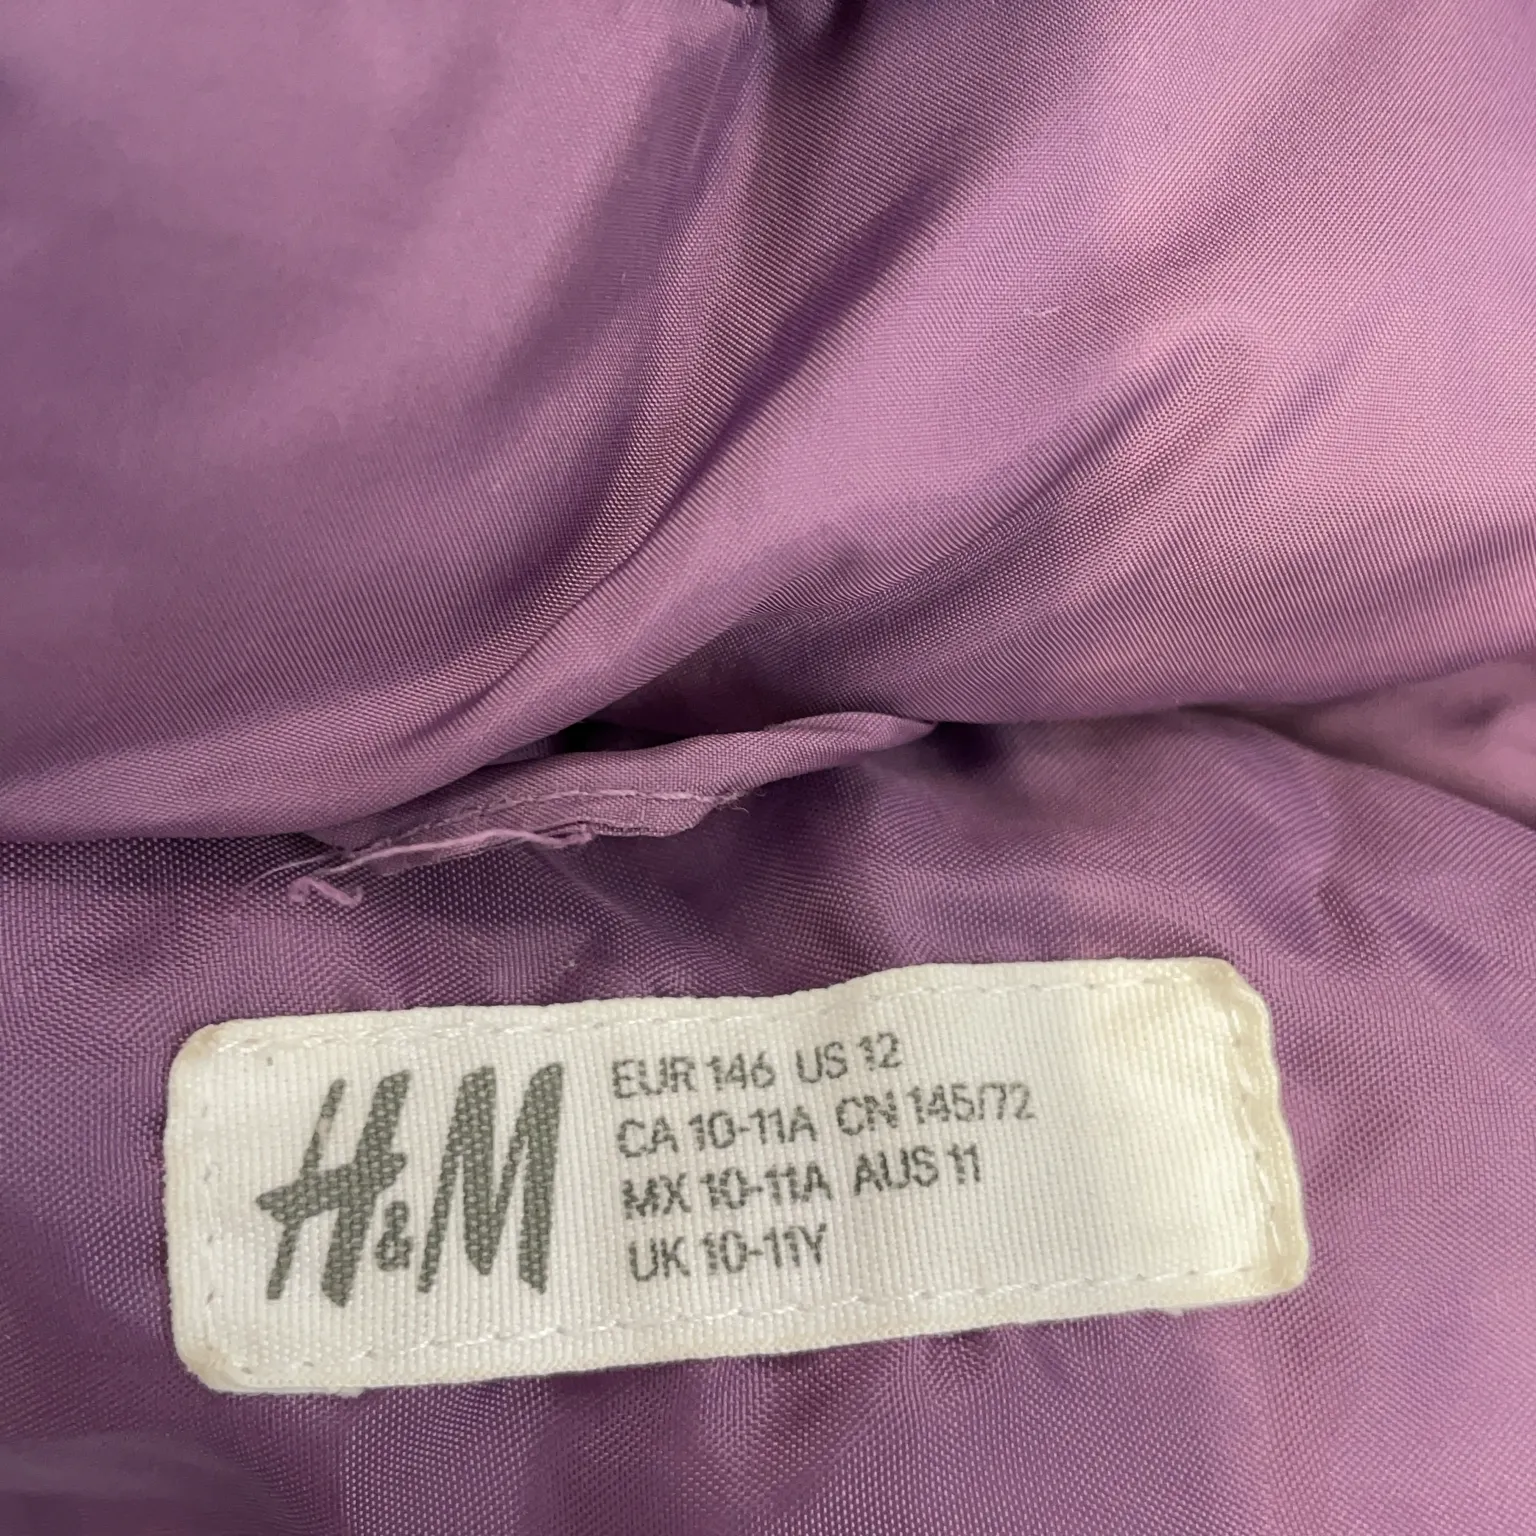 H&M
EUR 146 US 12
CA 10-11A CN 145/72
MX 10-11A AUS 11
UK 10-11Y